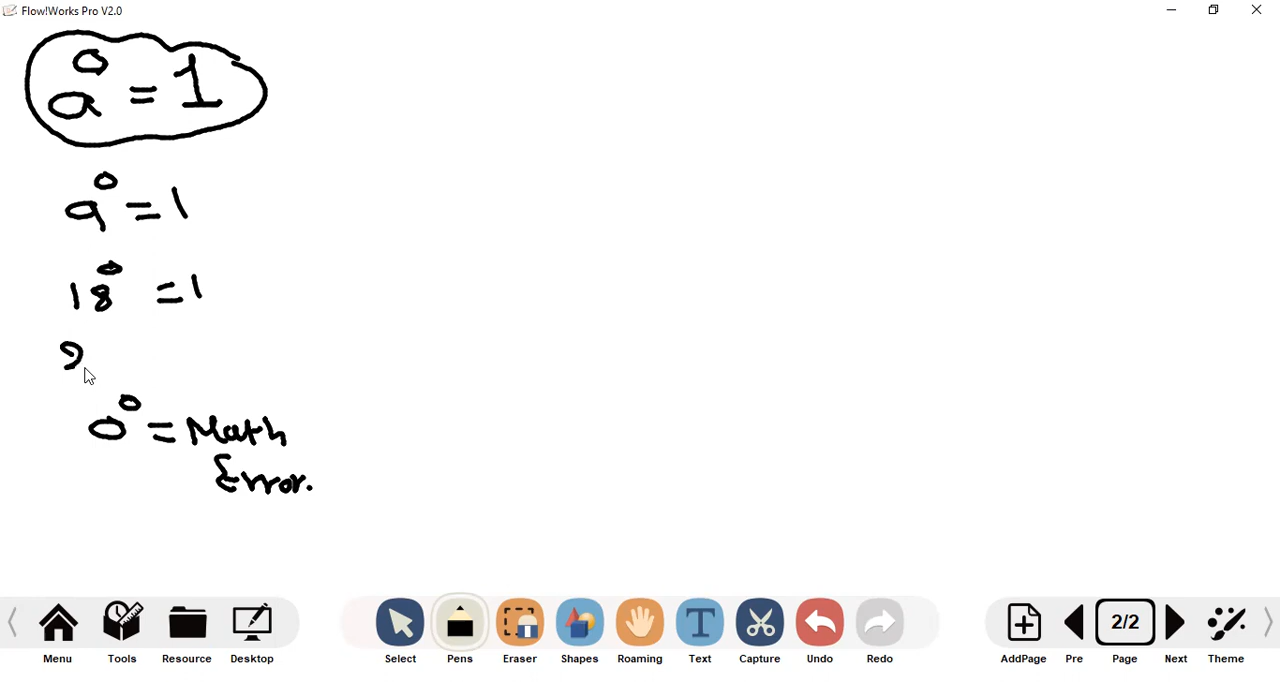 Flow!Works Pro V2.0
a⁰ = 1
9⁰ = 1
18⁰ = 1
0⁰ = Math
Error.
Menu Tools Resource Desktop Select Pens Eraser Shapes Roaming Text Capture Undo Redo AddPage Pre 2/2 Page Next Theme